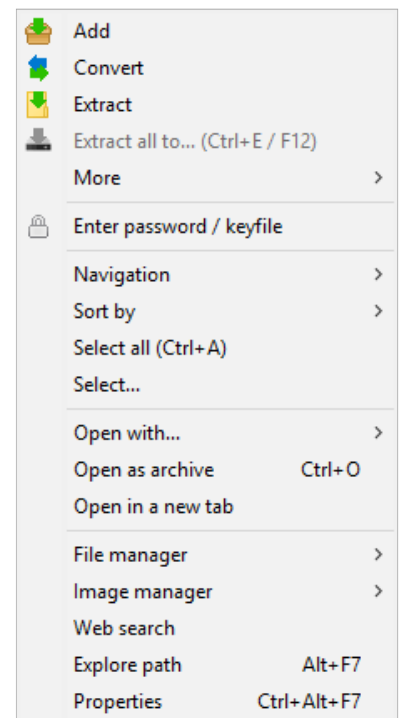 Add
Convert
Extract
Extract all to... (Ctrl+E / F12)
More
Enter password / keyfile
Navigation
Sort by
Select all (Ctrl+A)
Select...
Open with...
Open as archive Ctrl+O
Open in a new tab
File manager
Image manager
Web search
Explore path Alt+F7
Properties Ctrl+Alt+F7